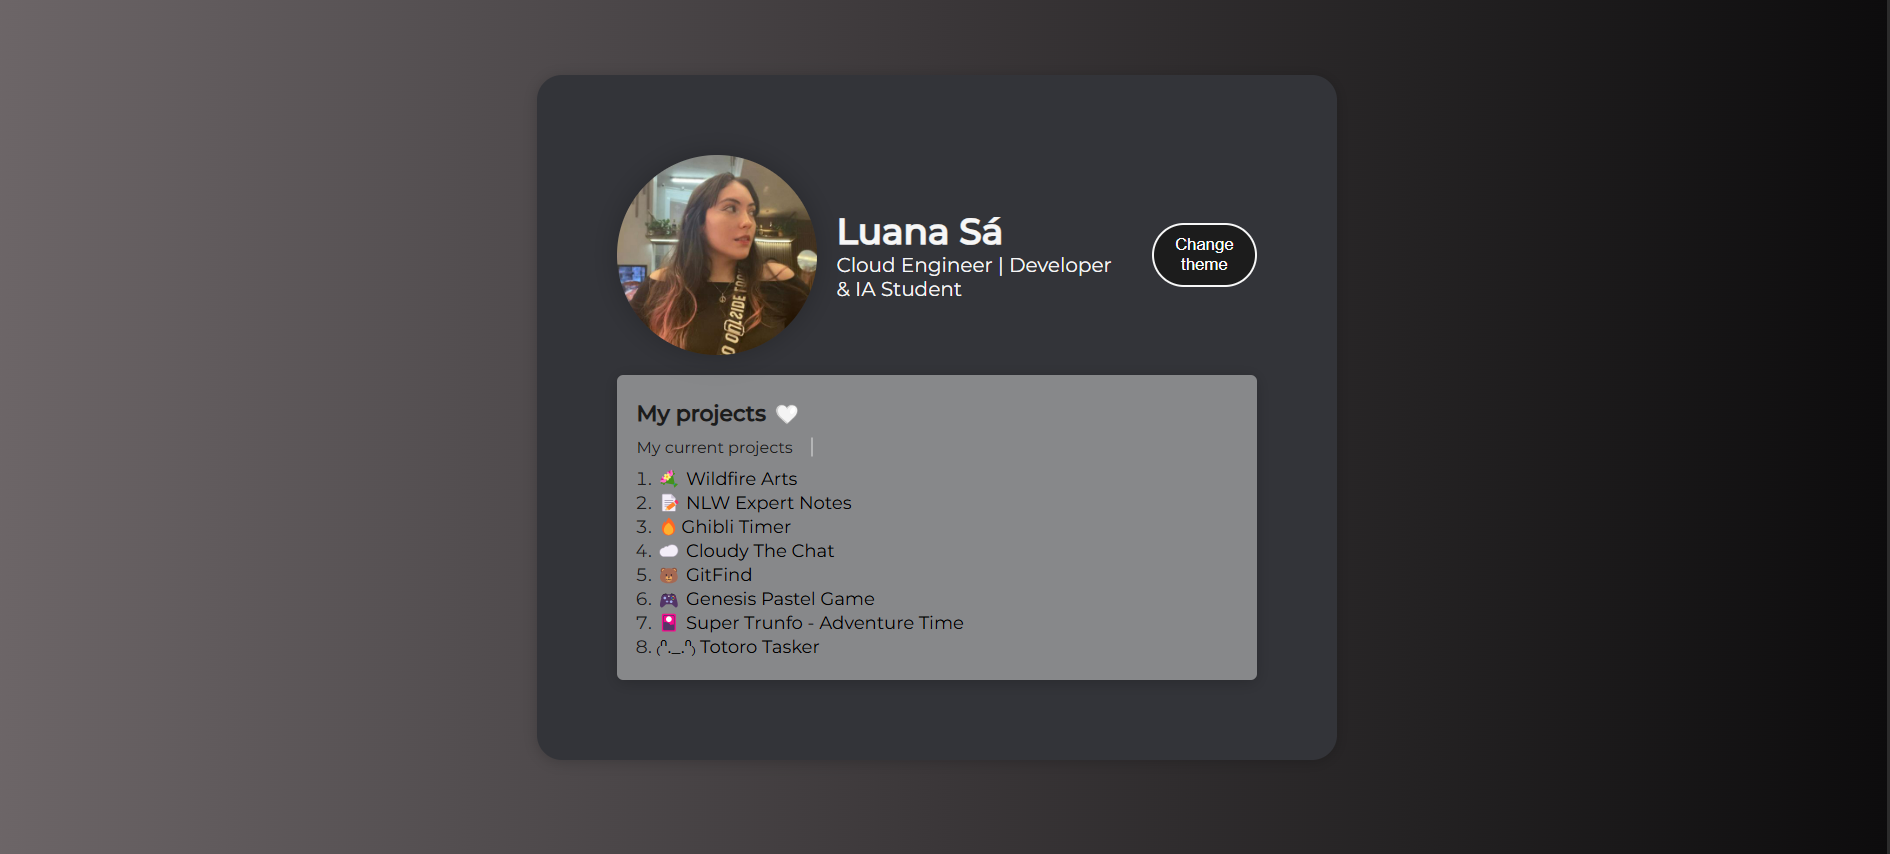 Luana Sá
Cloud Engineer | Developer
& IA Student
Change
theme
My projects 🤍
My current projects |
1. 🪷 Wildfire Arts
2. 📝 NLW Expert Notes
3. 🔥 Ghibli Timer
4. ☁️ Cloudy The Chat
5. 🐻 GitFind
6. 🎮 Genesis Pastel Game
7. 🎴 Super Trunfo - Adventure Time
8. ₍ᐢ._.ᐢ₎ Totoro Tasker